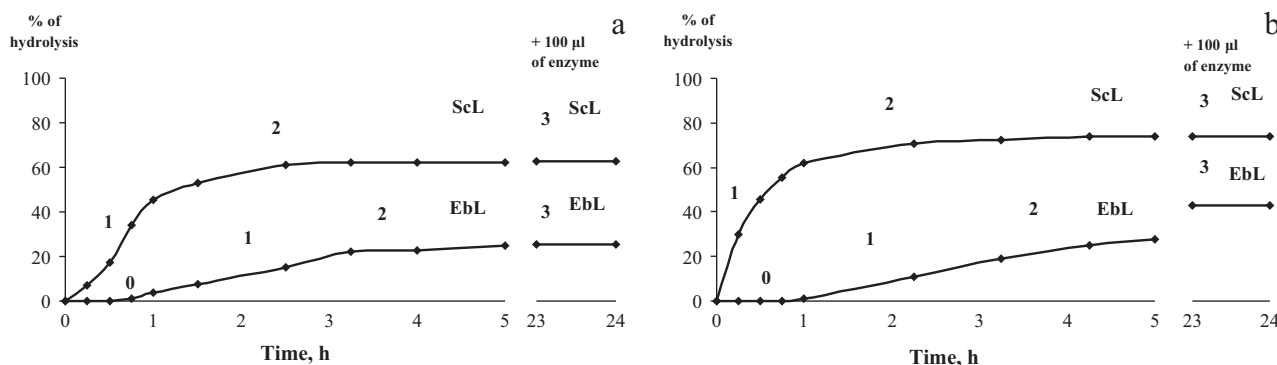 % of
hydrolysis
a
+ 100 µl
of enzyme
100
80
60
40
20
0
2
ScL
3 ScL
1
EbL
3 EbL
2
1
0
0 1 2 3 4 5 23 24
Time, h
% of
hydrolysis
b
+ 100 µl
of enzyme
100
80
60
40
20
0
2
ScL
3 ScL
1
3
EbL
2 EbL
1
0
0 1 2 3 4 5 23 24
Time, h